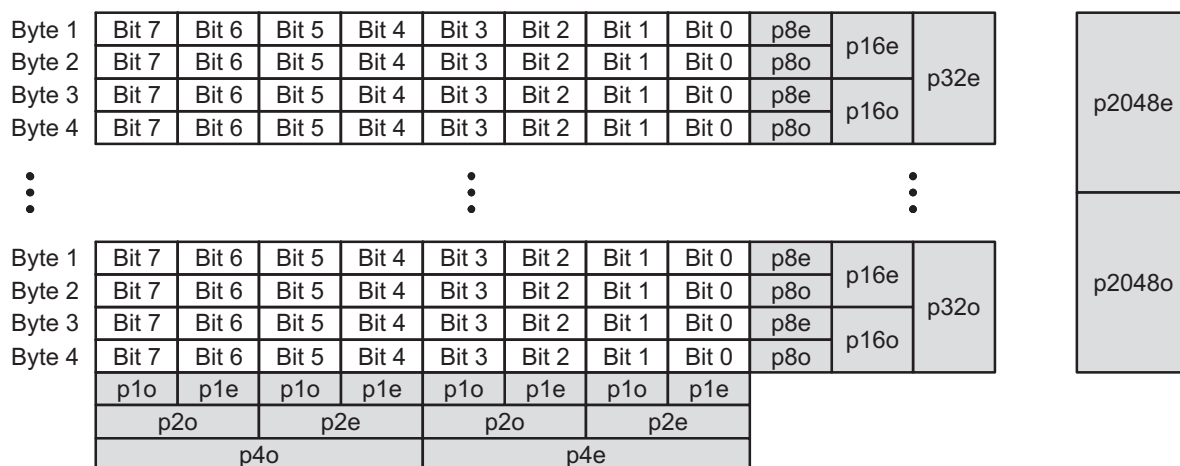 Byte 1 Bit 7 Bit 6 Bit 5 Bit 4 Bit 3 Bit 2 Bit 1 Bit 0 p8e
p16e
Byte 2 Bit 7 Bit 6 Bit 5 Bit 4 Bit 3 Bit 2 Bit 1 Bit 0 p8o
p32e
Byte 3 Bit 7 Bit 6 Bit 5 Bit 4 Bit 3 Bit 2 Bit 1 Bit 0 p8e
p16o
Byte 4 Bit 7 Bit 6 Bit 5 Bit 4 Bit 3 Bit 2 Bit 1 Bit 0 p8o
p2048e
Byte 1 Bit 7 Bit 6 Bit 5 Bit 4 Bit 3 Bit 2 Bit 1 Bit 0 p8e
p16e
Byte 2 Bit 7 Bit 6 Bit 5 Bit 4 Bit 3 Bit 2 Bit 1 Bit 0 p8o
p32o
Byte 3 Bit 7 Bit 6 Bit 5 Bit 4 Bit 3 Bit 2 Bit 1 Bit 0 p8e
p16o
Byte 4 Bit 7 Bit 6 Bit 5 Bit 4 Bit 3 Bit 2 Bit 1 Bit 0 p8o
p2048o
p1o p1e p1o p1e p1o p1e p1o p1e
p2o p2e p2o p2e
p4o p4e